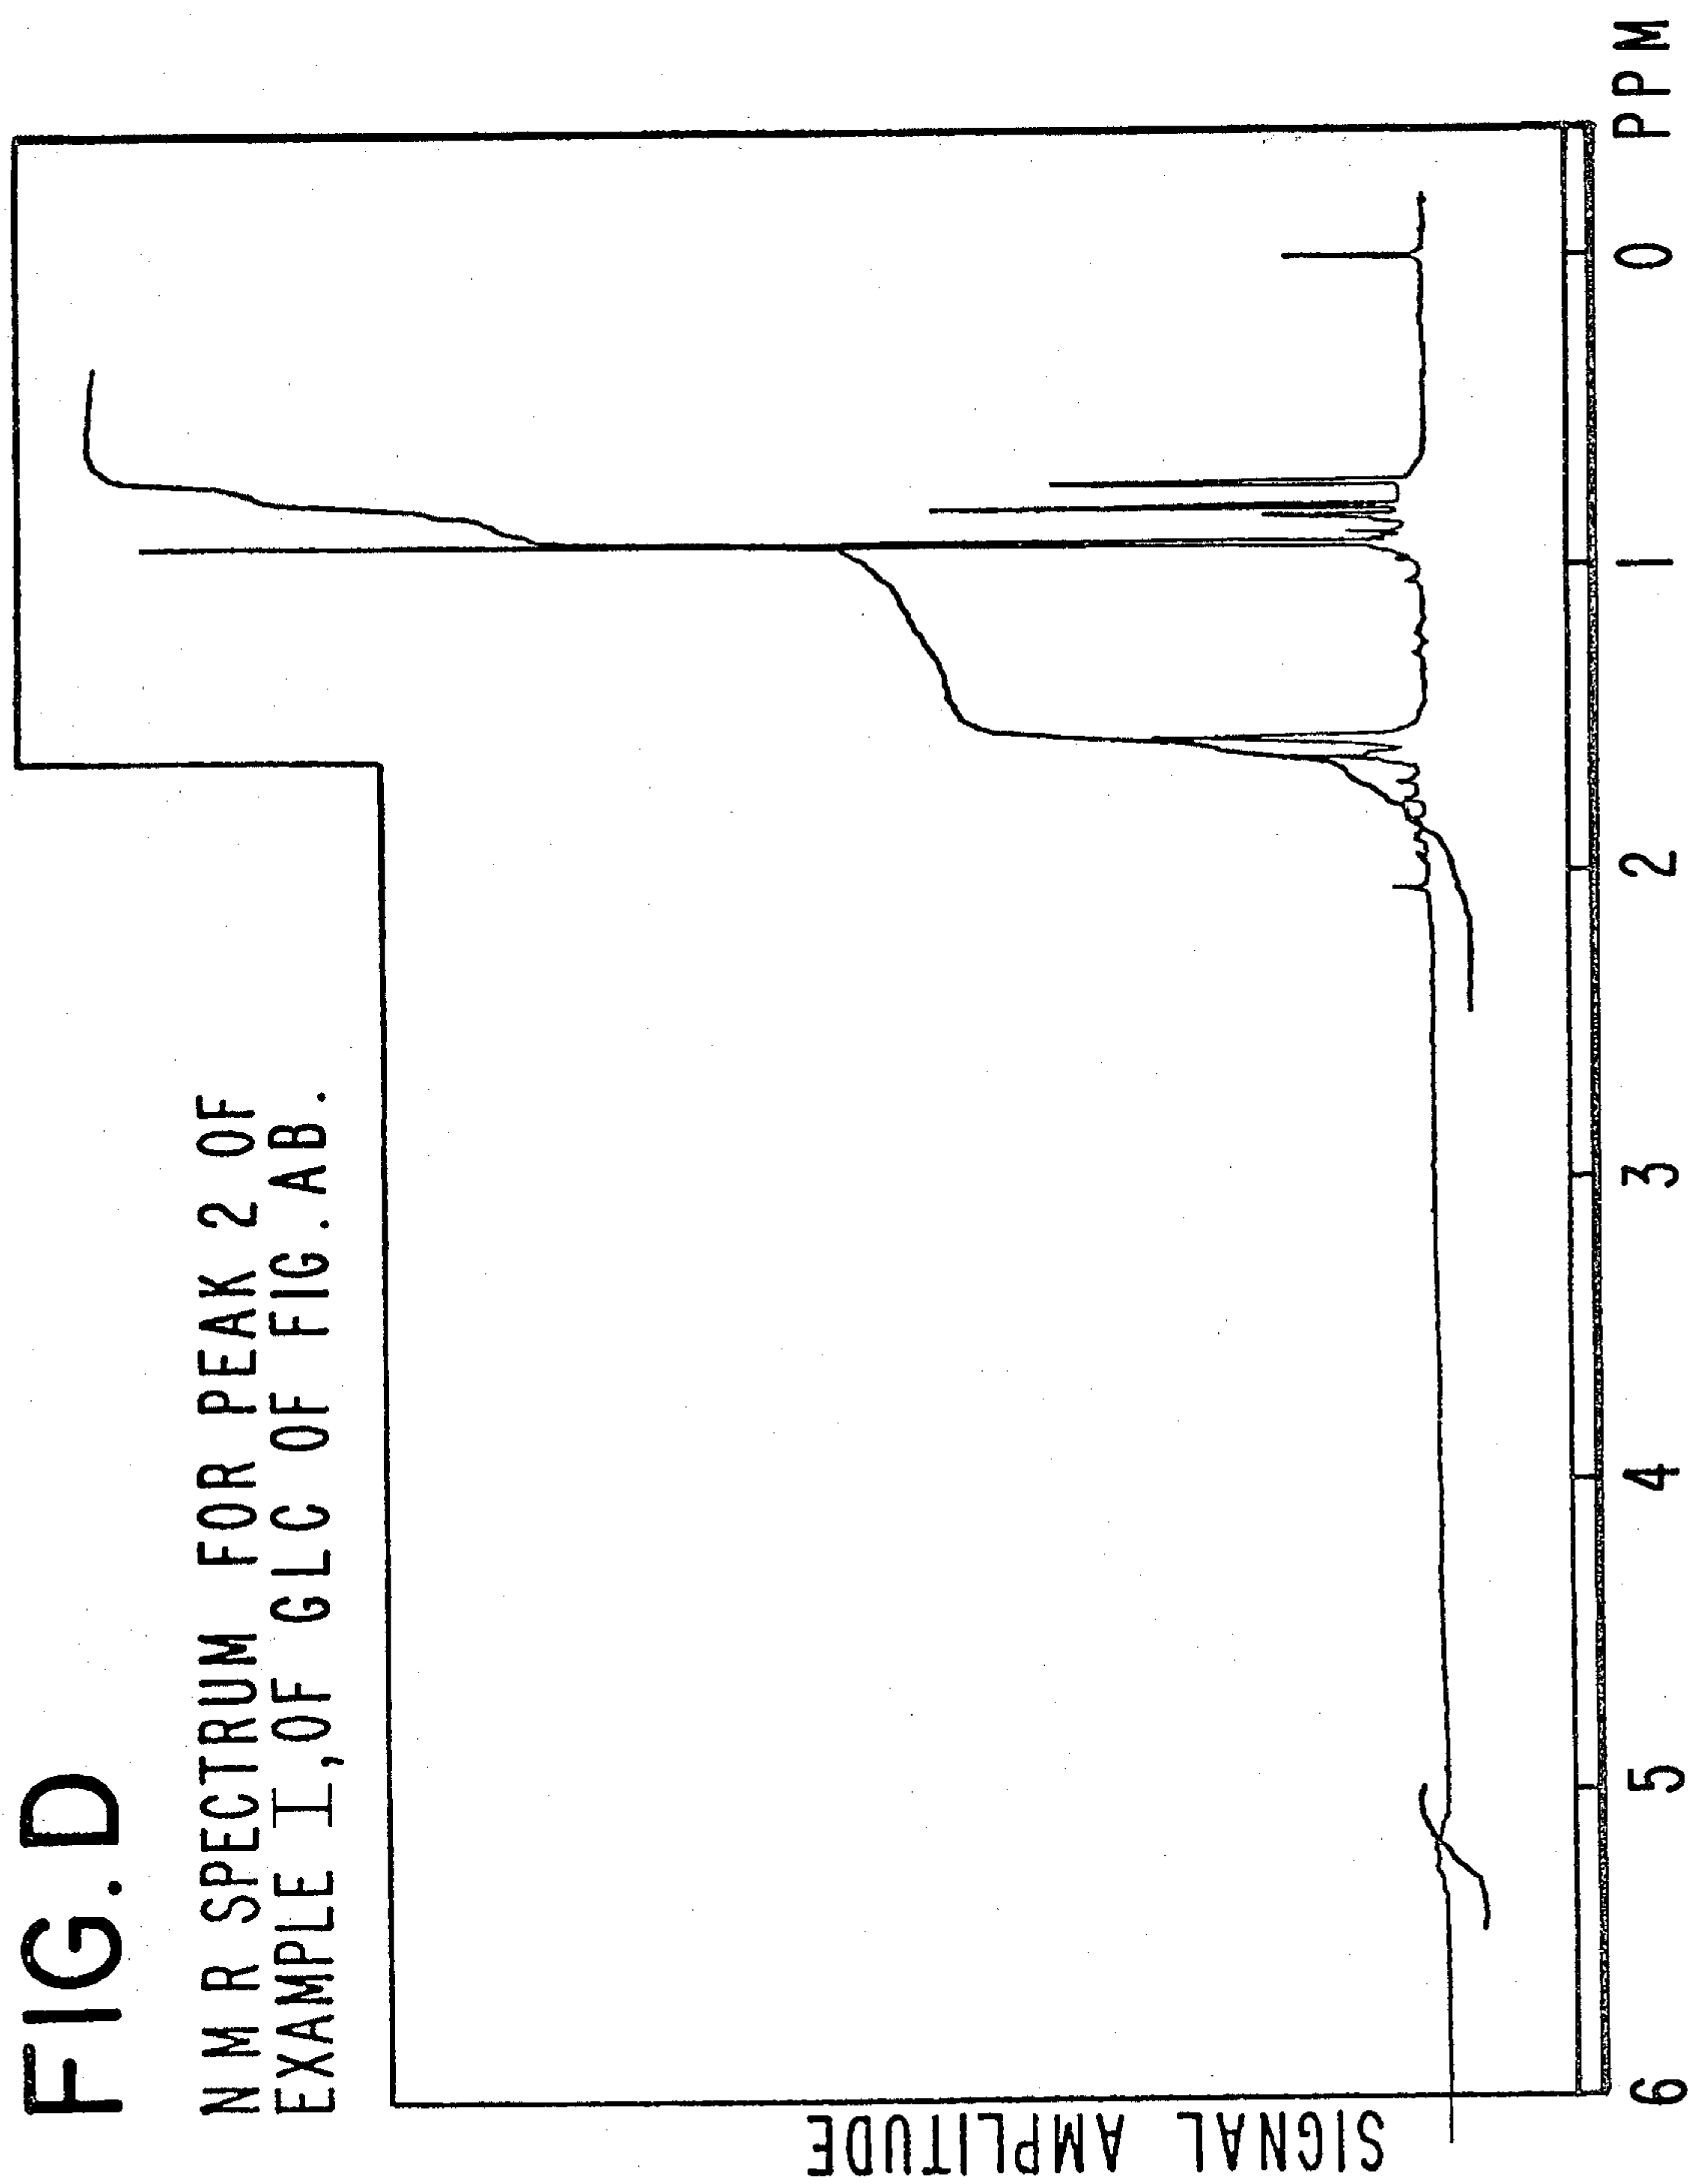 FIG. D
NMR SPECTRUM FOR PEAK 2 OF
EXAMPLE I, OF GLC OF FIG. AB.
SIGNAL AMPLITUDE
6 5 4 3 2 1 0 PPM